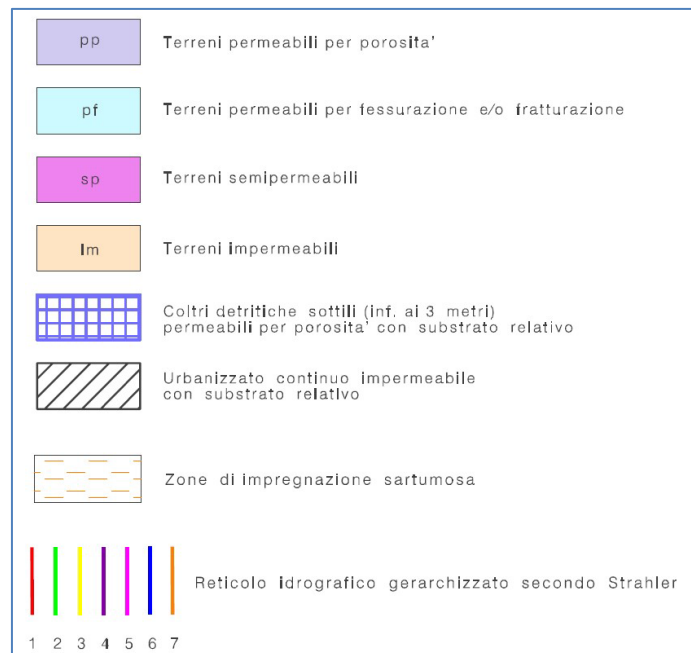 pp Terreni permeabili per porosita'
pf Terreni permeabili per fessurazione e/o fratturazione
sp Terreni semipermeabili
Im Terreni impermeabili
Coltri detritiche sottili (inf. ai 3 metri)
permeabili per porosita' con substrato relativo
Urbanizzato continuo impermeabile
con substrato relativo
Zone di impregnazione sartumosa
Reticolo idrografico gerarchizzato secondo Strahler
1 2 3 4 5 6 7